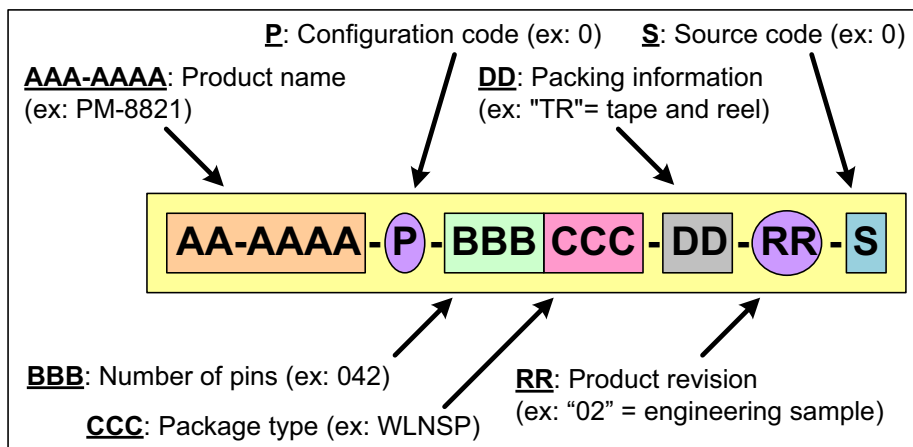 P: Configuration code (ex: 0)
S: Source code (ex: 0)
AAA-AAAA: Product name
(ex: PM-8821)
DD: Packing information
(ex: "TR"= tape and reel)
AA-AAAA-P-BBBCCC-DD-RR-S
BBB: Number of pins (ex: 042)
CCC: Package type (ex: WLNSP)
RR: Product revision
(ex: “02” = engineering sample)